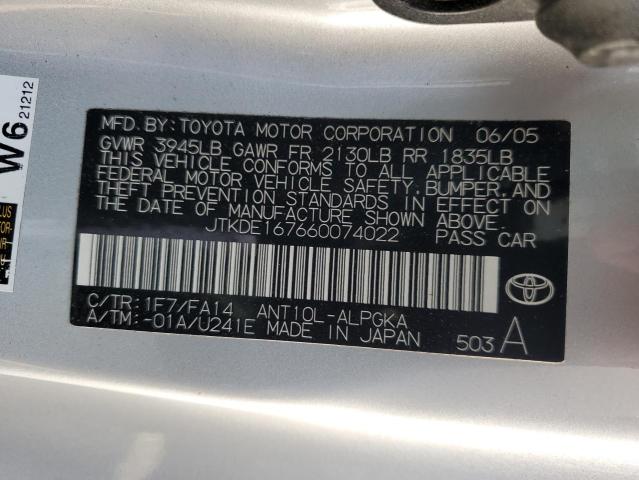 W6
21212
MFD.BY:TOYOTA MOTOR CORPORATION 06/05
GVWR 3945LB GAWR FR 2130LB RR 1835LB
THIS VEHICLE CONFORMS TO ALL APPLICABLE
FEDERAL MOTOR VEHICLE SAFETY, BUMPER, AND
THEFT PREVENTION STANDARDS IN EFFECT ON
THE DATE OF MANUFACTURE SHOWN ABOVE.
JTKDE167660074022 PASS CAR
C/TR:1F7/FA14 ANT10L-ALPGKA
A/TM:-01A/U241E MADE IN JAPAN
503 A